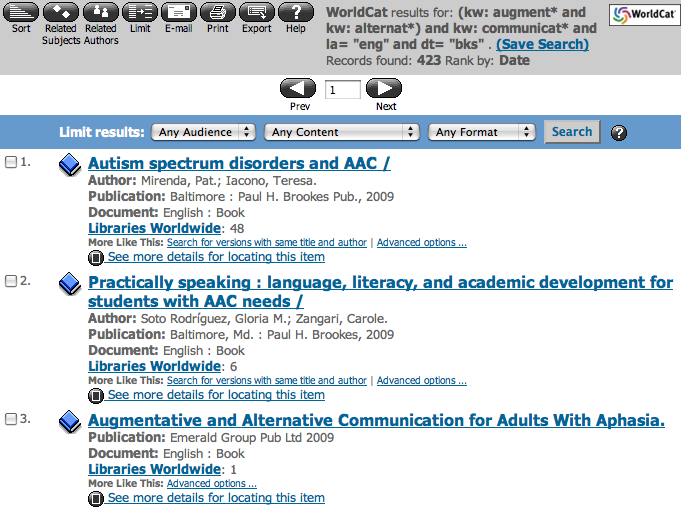 Sort
Related Subjects
Related Authors
Limit
E-mail
Print
Export
Help
WorldCat results for: (kw: augment* and
kw: alternat*) and kw: communicat* and
la= "eng" and dt= "bks" . (Save Search)
Records found: 423 Rank by: Date
WorldCat
1
Prev
Next
Limit results: Any Audience Any Content Any Format Search ?
1. Autism spectrum disorders and AAC /
Author: Mirenda, Pat.; Iacono, Teresa.
Publication: Baltimore : Paul H. Brookes Pub., 2009
Document: English : Book
Libraries Worldwide: 48
More Like This: Search for versions with same title and author | Advanced options ...
See more details for locating this item
2. Practically speaking : language, literacy, and academic development for
students with AAC needs /
Author: Soto Rodríguez, Gloria M.; Zangari, Carole.
Publication: Baltimore, Md. : Paul H. Brookes, 2009
Document: English : Book
Libraries Worldwide: 6
More Like This: Search for versions with same title and author | Advanced options ...
See more details for locating this item
3. Augmentative and Alternative Communication for Adults With Aphasia.
Publication: Emerald Group Pub Ltd 2009
Document: English : Book
Libraries Worldwide: 1
More Like This: Advanced options ...
See more details for locating this item